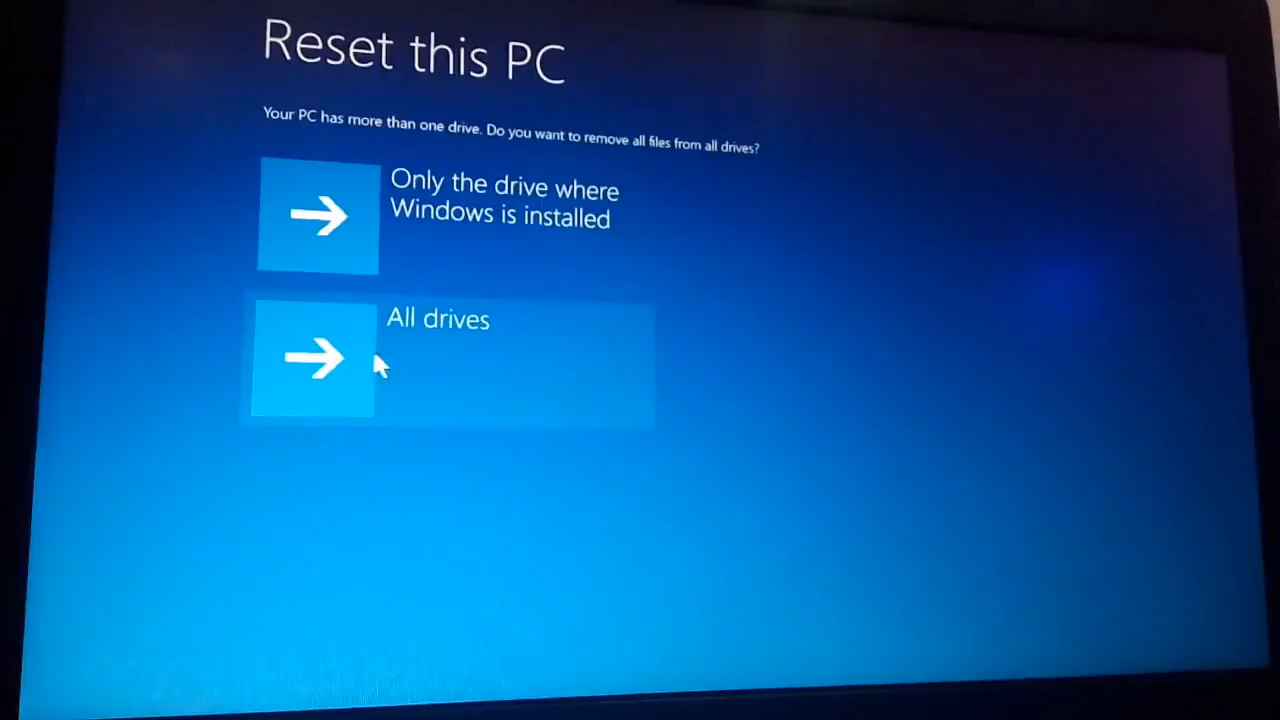 Reset this PC
Your PC has more than one drive. Do you want to remove all files from all drives?
Only the drive where
Windows is installed
All drives